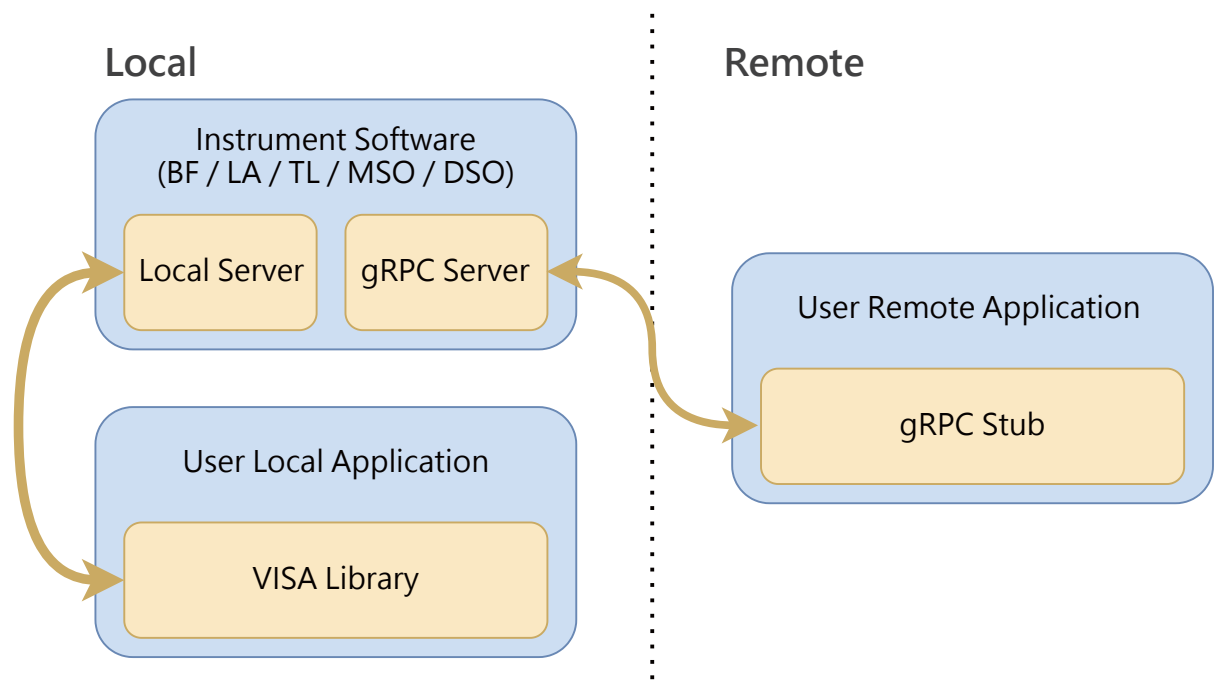 Local
Remote
Instrument Software
(BF / LA / TL / MSO / DSO)
Local Server
gRPC Server
User Remote Application
gRPC Stub
User Local Application
VISA Library